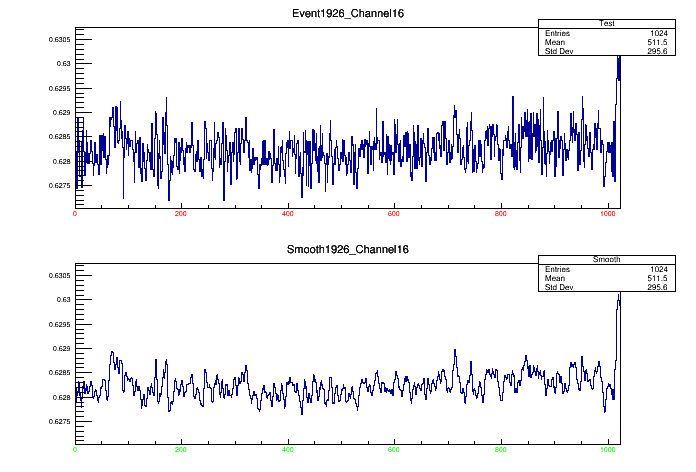 Event1926_Channel16
Test
Entries 1024
Mean 511.5
Std Dev 295.6
0.6305
0.63
0.6295
0.629
0.6285
0.628
0.6275
0 200 400 600 800 1000
Smooth1926_Channel16
Smooth
Entries 1024
Mean 511.5
Std Dev 295.6
0.6305
0.63
0.6295
0.629
0.6285
0.628
0.6275
0 200 400 600 800 1000